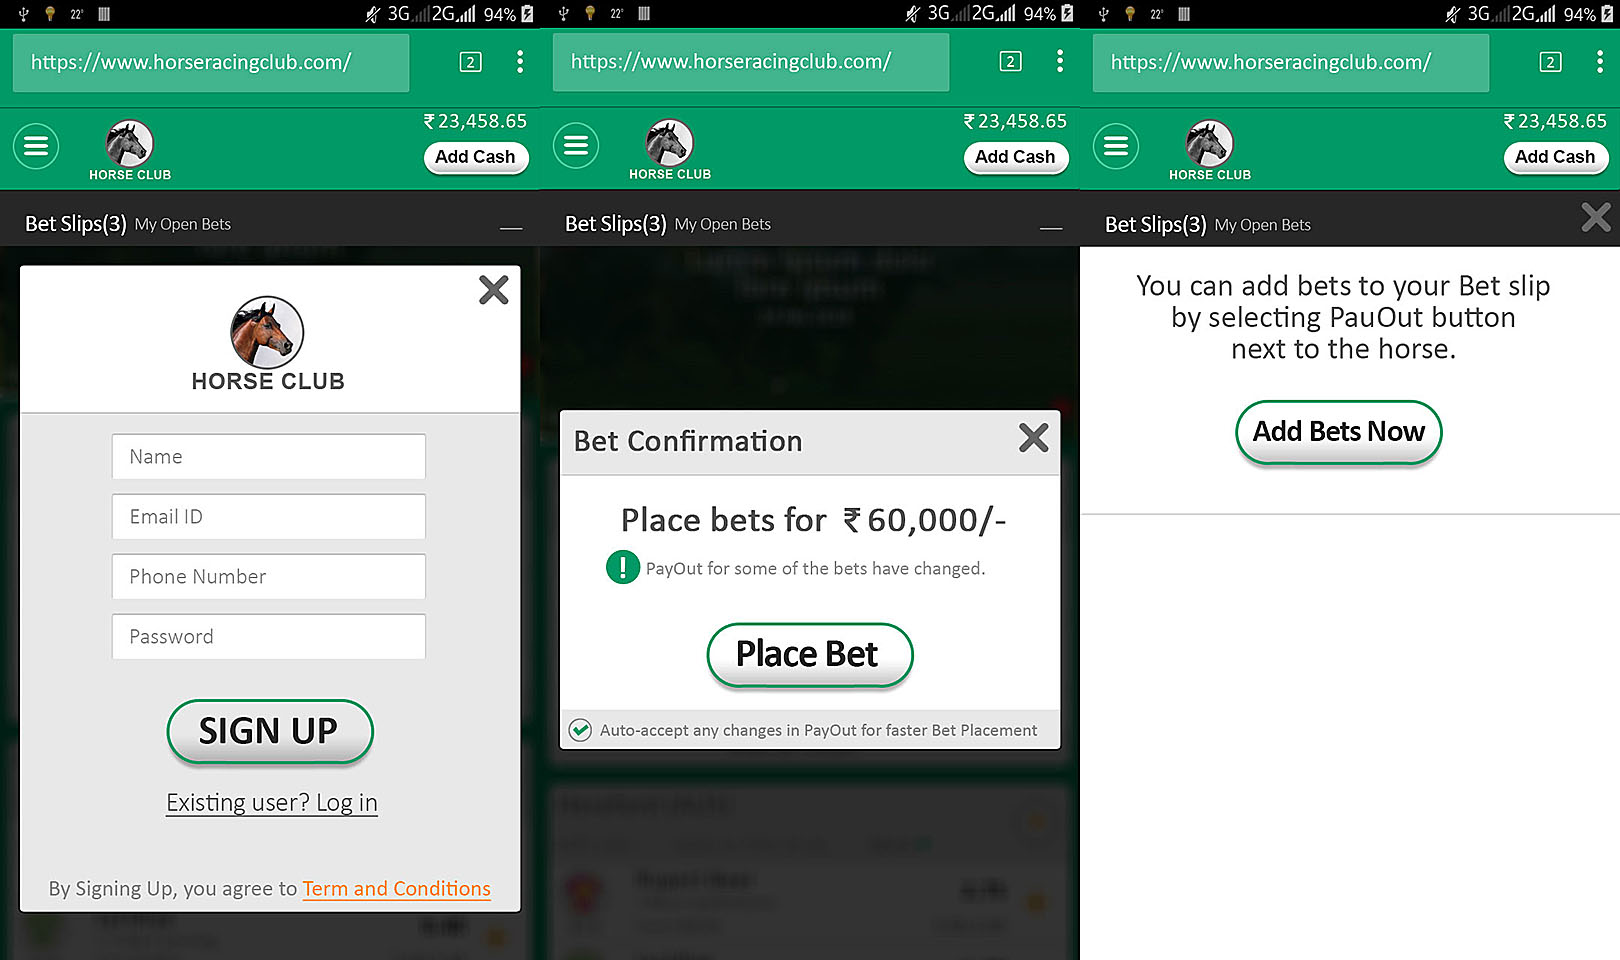 22° 3G 2G 94%
https://www.horseracingclub.com/ 2
₹ 23,458.65
Add Cash
HORSE CLUB
Bet Slips(3) My Open Bets
HORSE CLUB
Name
Email ID
Phone Number
Password
SIGN UP
Existing user? Log in
By Signing Up, you agree to Term and Conditions
22° 3G 2G 94%
https://www.horseracingclub.com/ 2
₹ 23,458.65
Add Cash
HORSE CLUB
Bet Slips(3) My Open Bets
Bet Confirmation
Place bets for ₹ 60,000/-
! PayOut for some of the bets have changed.
Place Bet
Auto-accept any changes in PayOut for faster Bet Placement
22° 3G 2G 94%
https://www.horseracingclub.com/ 2
₹ 23,458.65
Add Cash
HORSE CLUB
Bet Slips(3) My Open Bets
You can add bets to your Bet slip
by selecting PauOut button
next to the horse.
Add Bets Now